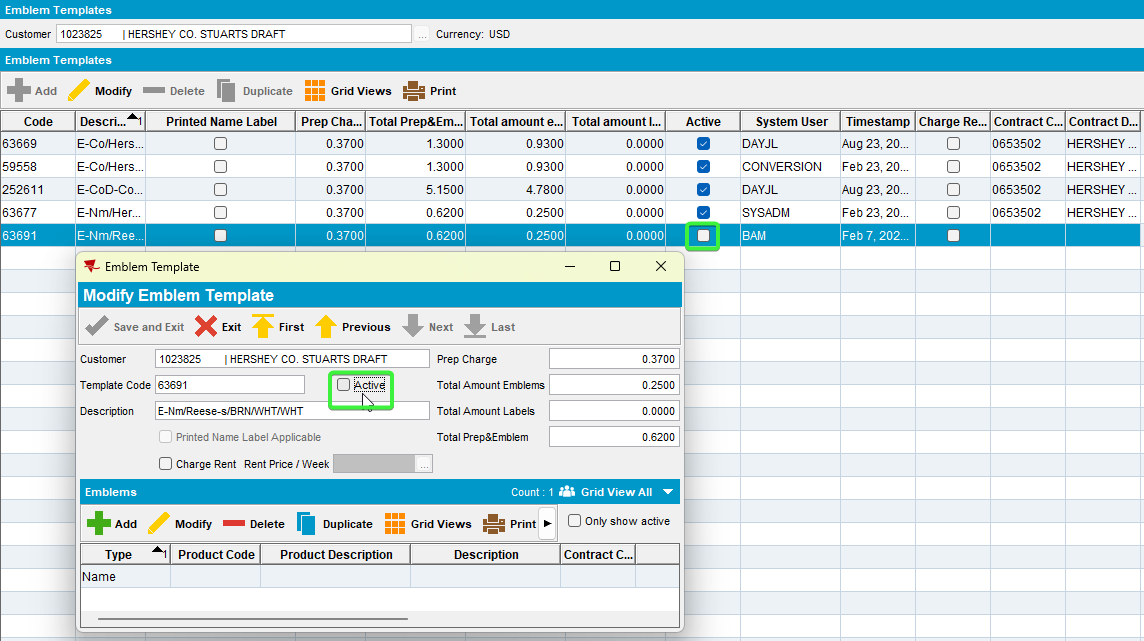 Emblem Templates
Customer 1023825 | HERSHEY CO. STUARTS DRAFT ... Currency: USD
Emblem Templates
Add Modify Delete Duplicate Grid Views Print
Code Descri... 1 Printed Name Label Prep Cha... Total Prep&Em... Total amount e... Total amount l... Active System User Timestamp Charge Re... Contract C... Contract D...
63669 E-Co/Hers... 0.3700 1.3000 0.9300 0.0000 DAYJL Aug 23, 20... 0653502 HERSHEY ...
59558 E-Co/Hers... 0.3700 1.3000 0.9300 0.0000 CONVERSION Feb 23, 20... 0653502 HERSHEY ...
252611 E-CoD-Co... 0.3700 5.1500 4.7800 0.0000 DAYJL Aug 23, 20... 0653502 HERSHEY ...
63677 E-Nm/Her... 0.3700 0.6200 0.2500 0.0000 SYSADM Feb 23, 20... 0653502 HERSHEY ...
63691 E-Nm/Ree... 0.3700 0.6200 0.2500 0.0000 BAM Feb 7, 202...
Emblem Template
Modify Emblem Template
Save and Exit Exit First Previous Next Last
Customer 1023825 | HERSHEY CO. STUARTS DRAFT Prep Charge 0.3700
Template Code 63691 Active Total Amount Emblems 0.2500
Description E-Nm/Reese-s/BRN/WHT/WHT Total Amount Labels 0.0000
Printed Name Label Applicable Total Prep&Emblem 0.6200
Charge Rent Rent Price / Week ...
Emblems Count : 1 Grid View All
Add Modify Delete Duplicate Grid Views Print Only show active
Type 1 Product Code Product Description Description Contract C...
Name